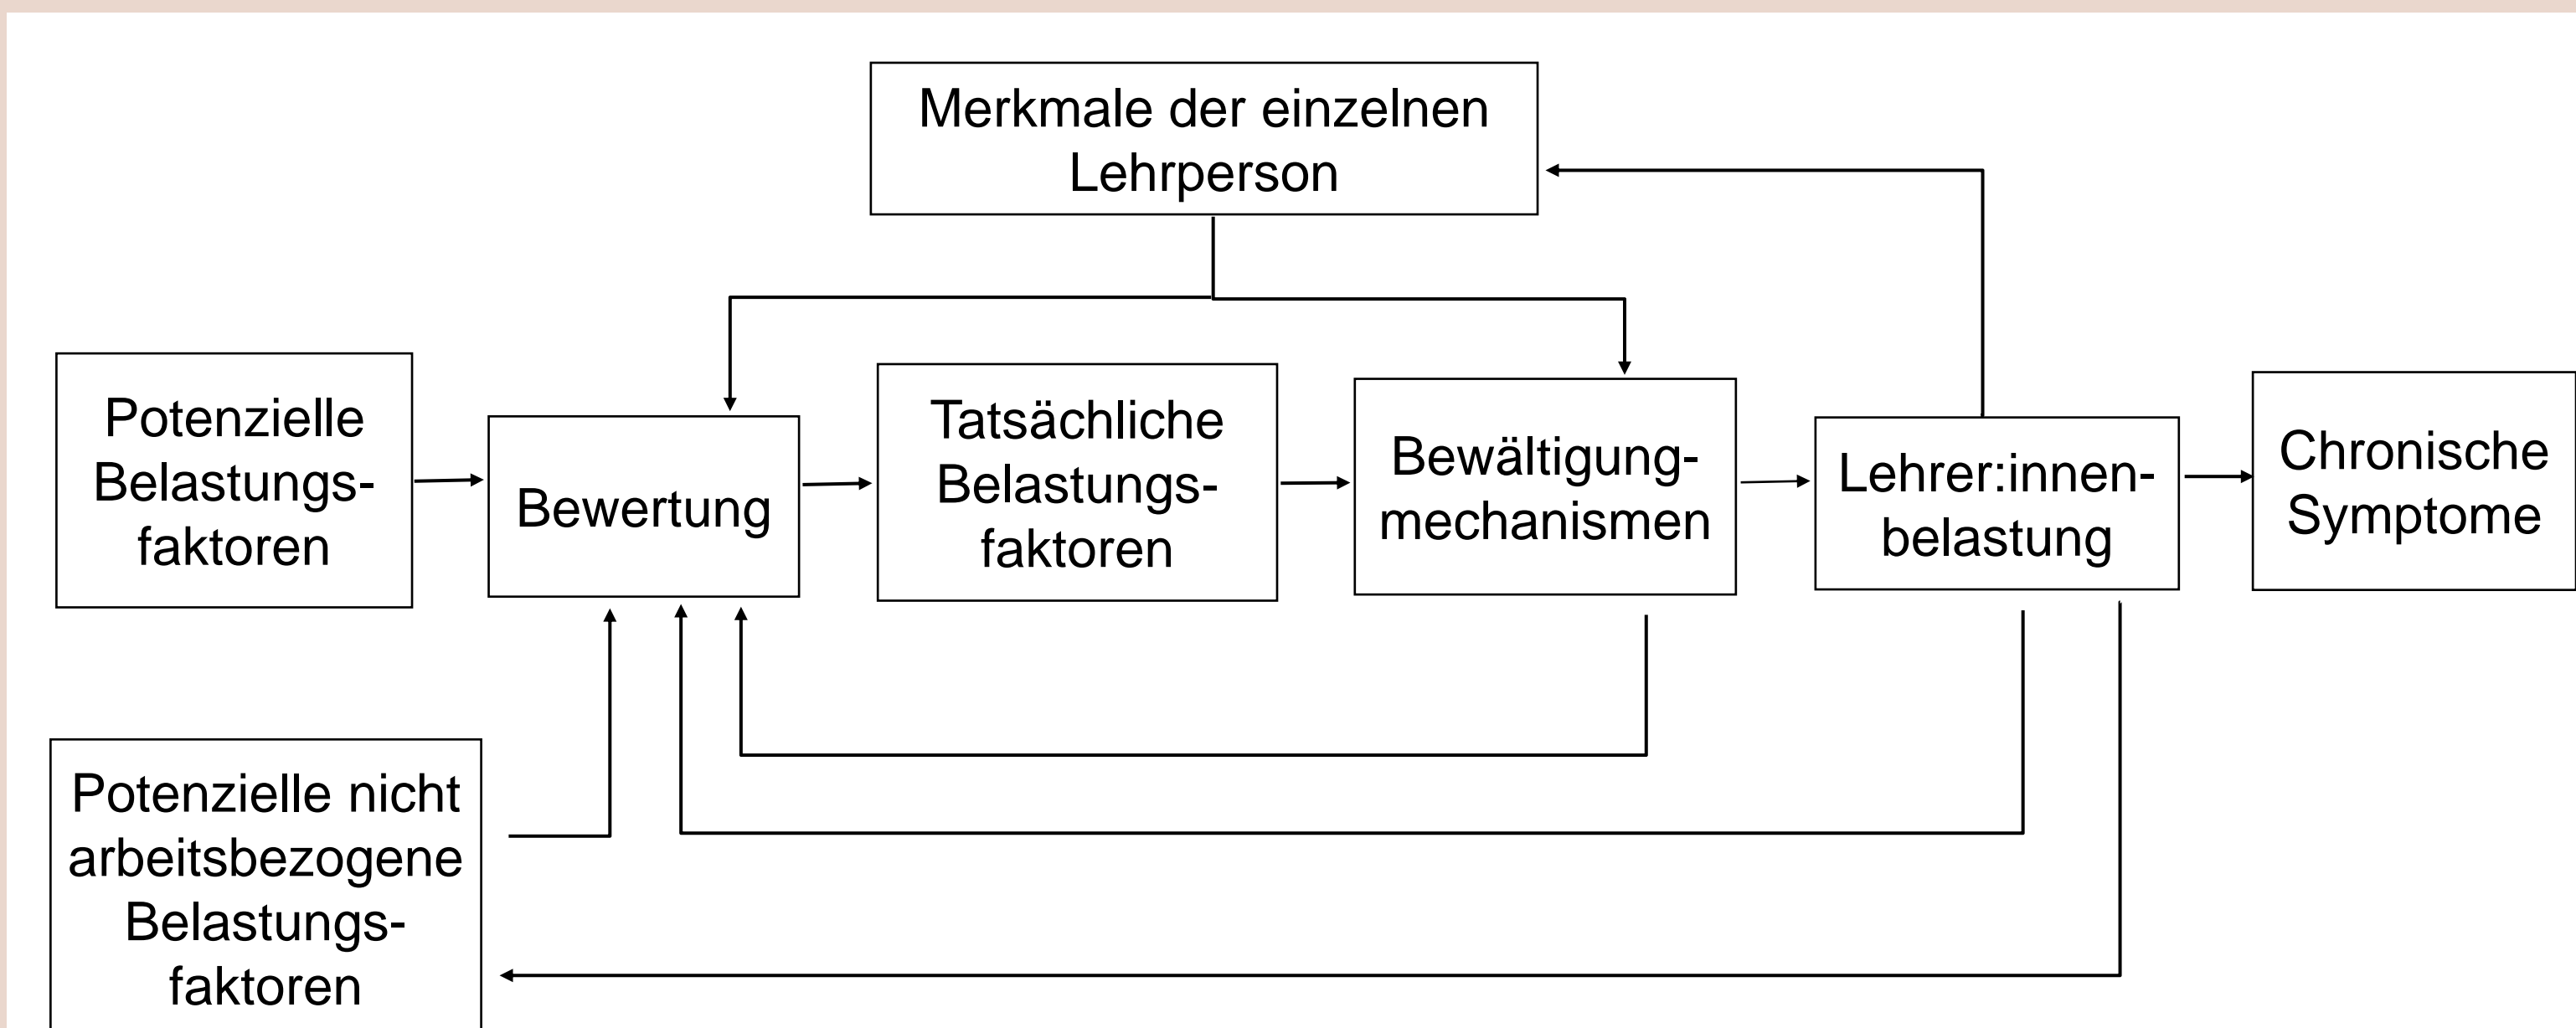 Merkmale der einzelnen
Lehrperson
Potenzielle
Belastungs-
faktoren
Bewertung
Tatsächliche
Belastungs-
faktoren
Bewältigung-
mechanismen
Lehrer:innen-
belastung
Chronische
Symptome
Potenzielle nicht
arbeitsbezogene
Belastungs-
faktoren